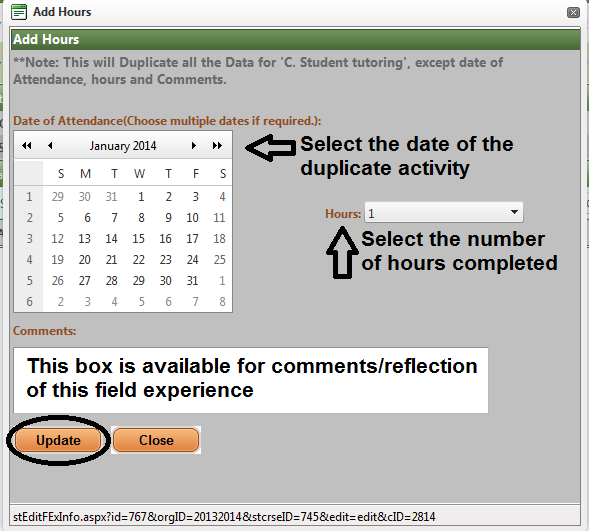 Add Hours
Add Hours
**Note: This will Duplicate all the Data for 'C. Student tutoring', except date of
Attendance, hours and Comments.
Date of Attendance(Choose multiple dates if required.):
January 2014
S M T W T F S
1 29 30 31 1 2 3 4
2 5 6 7 8 9 10 11
3 12 13 14 15 16 17 18
4 19 20 21 22 23 24 25
5 26 27 28 29 30 31 1
6 2 3 4 5 6 7 8
Select the date of the
duplicate activity
Hours: 1
Select the number
of hours completed
Comments:
This box is available for comments/reflection
of this field experience
Update Close
stEditFExInfo.aspx?id=767&orgID=20132014&stcrseID=745&edit=edit&cID=2814